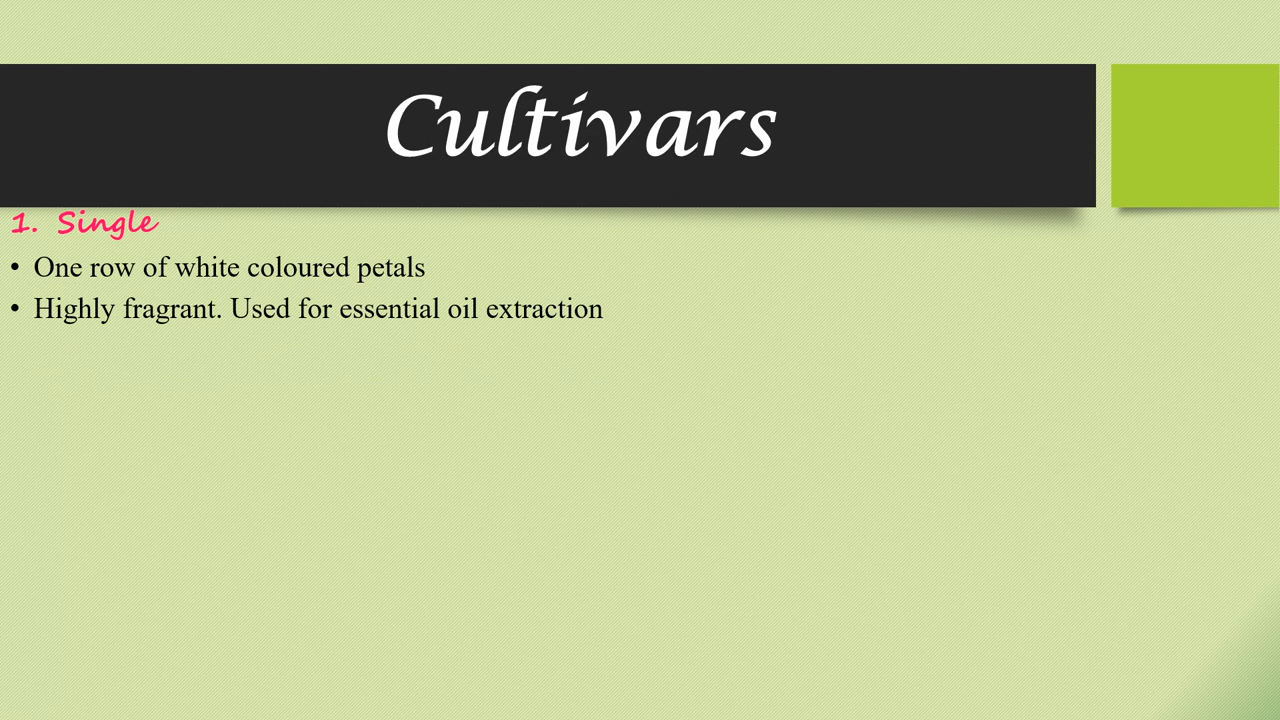 Cultivars
1. Single
• One row of white coloured petals
• Highly fragrant. Used for essential oil extraction